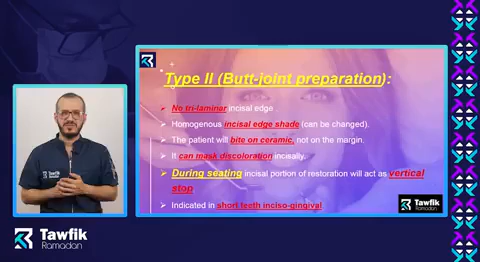 Type II (Butt-joint preparation):
No tri-laminar incisal edge .
Homogenous incisal edge shade (can be changed).
The patient will bite on ceramic, not on the margin.
It can mask discoloration incisally.
During seating incisal portion of restoration will act as vertical
stop
Indicated in short teeth inciso-gingival
Tawfik
Ramadan
Tawfik
Ramadan